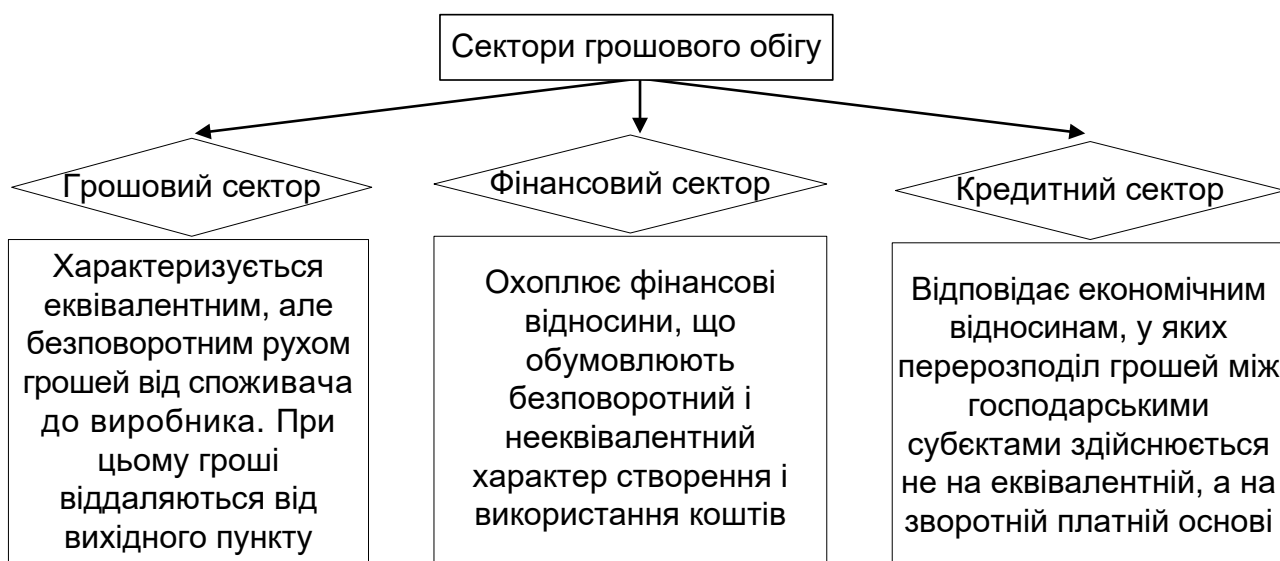 Сектори грошового обігу
Грошовий сектор
Характеризується
еквівалентним, але
безповоротним рухом
грошей від споживача
до виробника. При
цьому гроші
віддаляються від
вихідного пункту
Фінансовий сектор
Охоплює фінансові
відносини, що
обумовлюють
безповоротний і
нееквівалентний
характер створення і
використання коштів
Кредитний сектор
Відповідає економічним
відносинам, у яких
перерозподіл грошей між
господарськими
субєктами здійснюється
не на еквівалентній, а на
зворотній платній основі